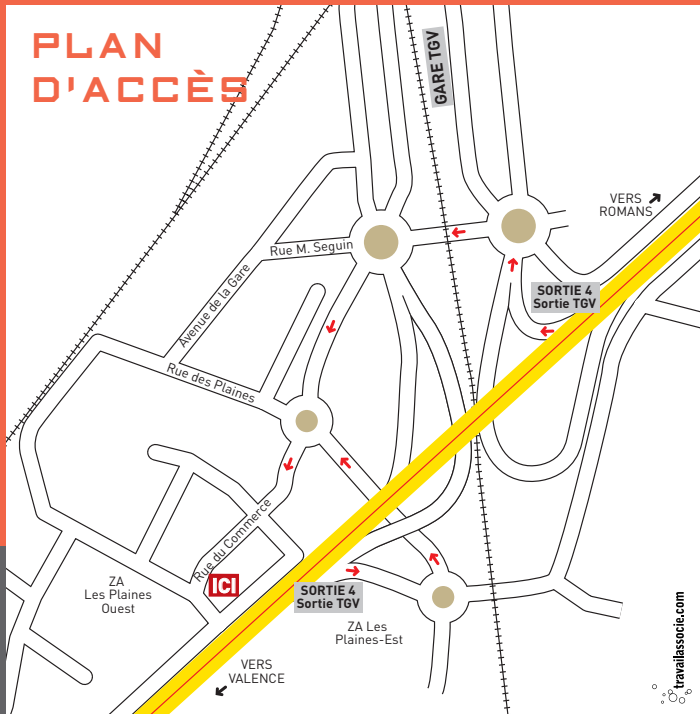 PLAN
D'ACCÈS
GARE TGV
VERS
ROMANS
Rue M. Seguin
Avenue de la Gare
SORTIE 4
Sortie TGV
Rue des Plaines
Rue du Commerce
ICI
ZA
Les Plaines
Ouest
SORTIE 4
Sortie TGV
ZA Les
Plaines-Est
VERS
VALENCE
travailassocie.com